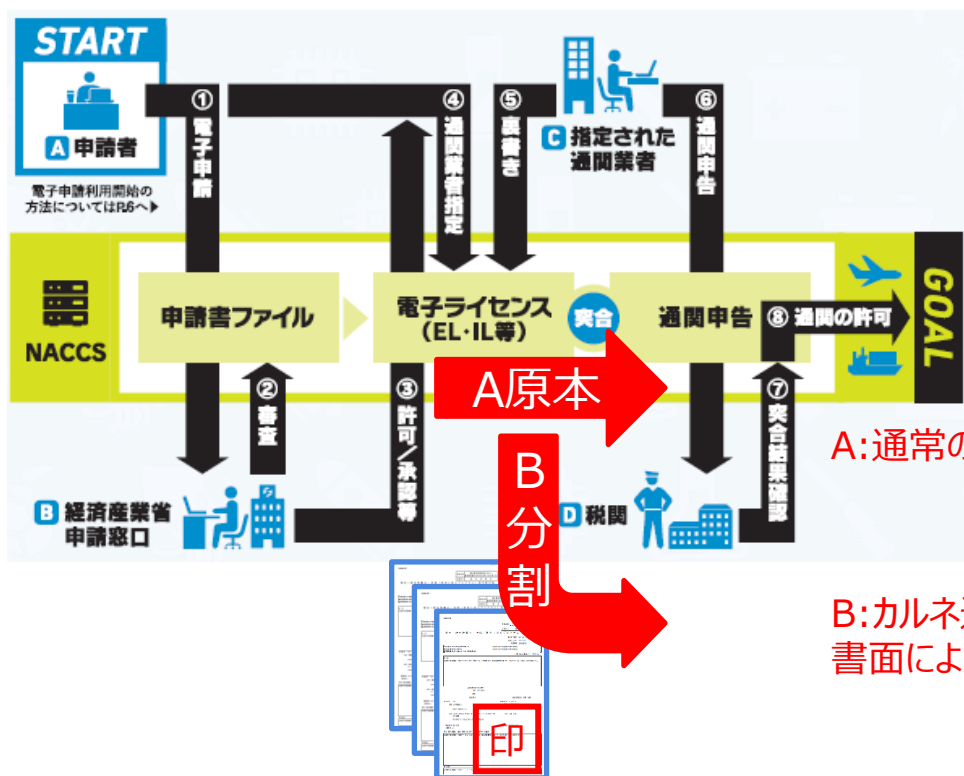 START
A 申請者
電子申請利用開始の
方法についてはP.6へ▶
① 電子申請
④ 通関業者指定
⑤ 裏書き
C 指定された
通関業者
⑥ 通関申告
NACCS
申請書ファイル
電子ライセンス
(EL・IL等)
突合
通関申告
⑧ 通関の許可
GOAL
② 審査
③ 許可/承認等
⑦ 突合結果確認
B 経済産業省
申請窓口
D 税関
A原本
B分割
A:通常の
B:カルネ
書面によ
印